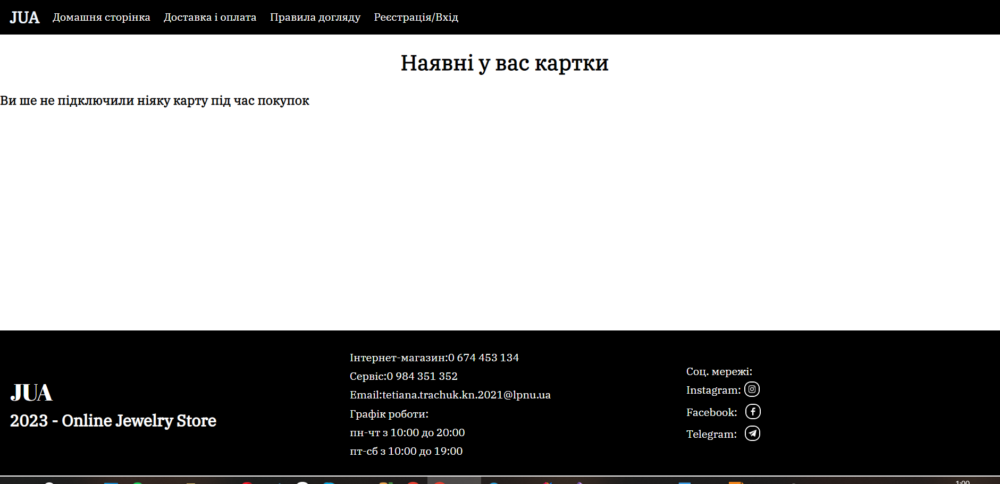 JUA Домашня сторінка Доставка і оплата Правила догляду Реєстрація/Вхід
Наявні у вас картки
Ви ше не підключили ніяку карту під час покупок
JUA
2023 - Online Jewelry Store
Інтернет-магазин:0 674 453 134
Сервіс:0 984 351 352
Email:tetiana.trachuk.kn.2021@lpnu.ua
Графік роботи:
пн-чт з 10:00 до 20:00
пт-сб з 10:00 до 19:00
Соц. мережі:
Instagram:
Facebook:
Telegram:
1:00